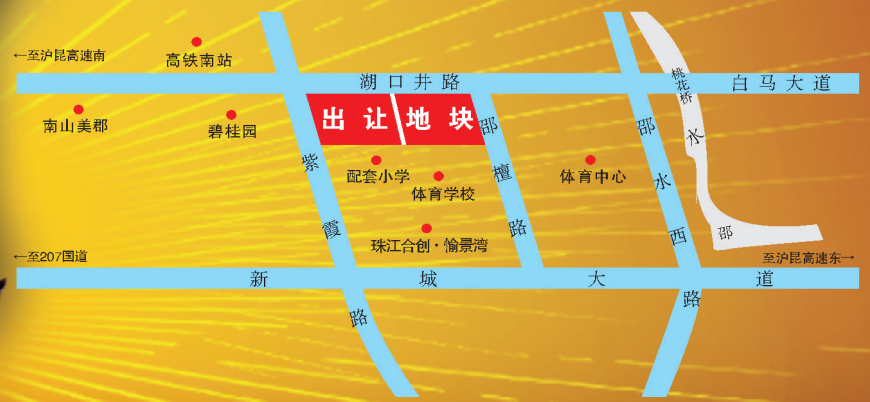 ←至沪昆高速南
高铁南站
湖口井路
桃花桥
白马大道
南山美郡
碧桂园
出让地块
邵檀路
邵水西路
邵水
紫霞路
配套小学
体育学校
体育中心
珠江合创·愉景湾
←至207国道
至沪昆高速东→
新城大道